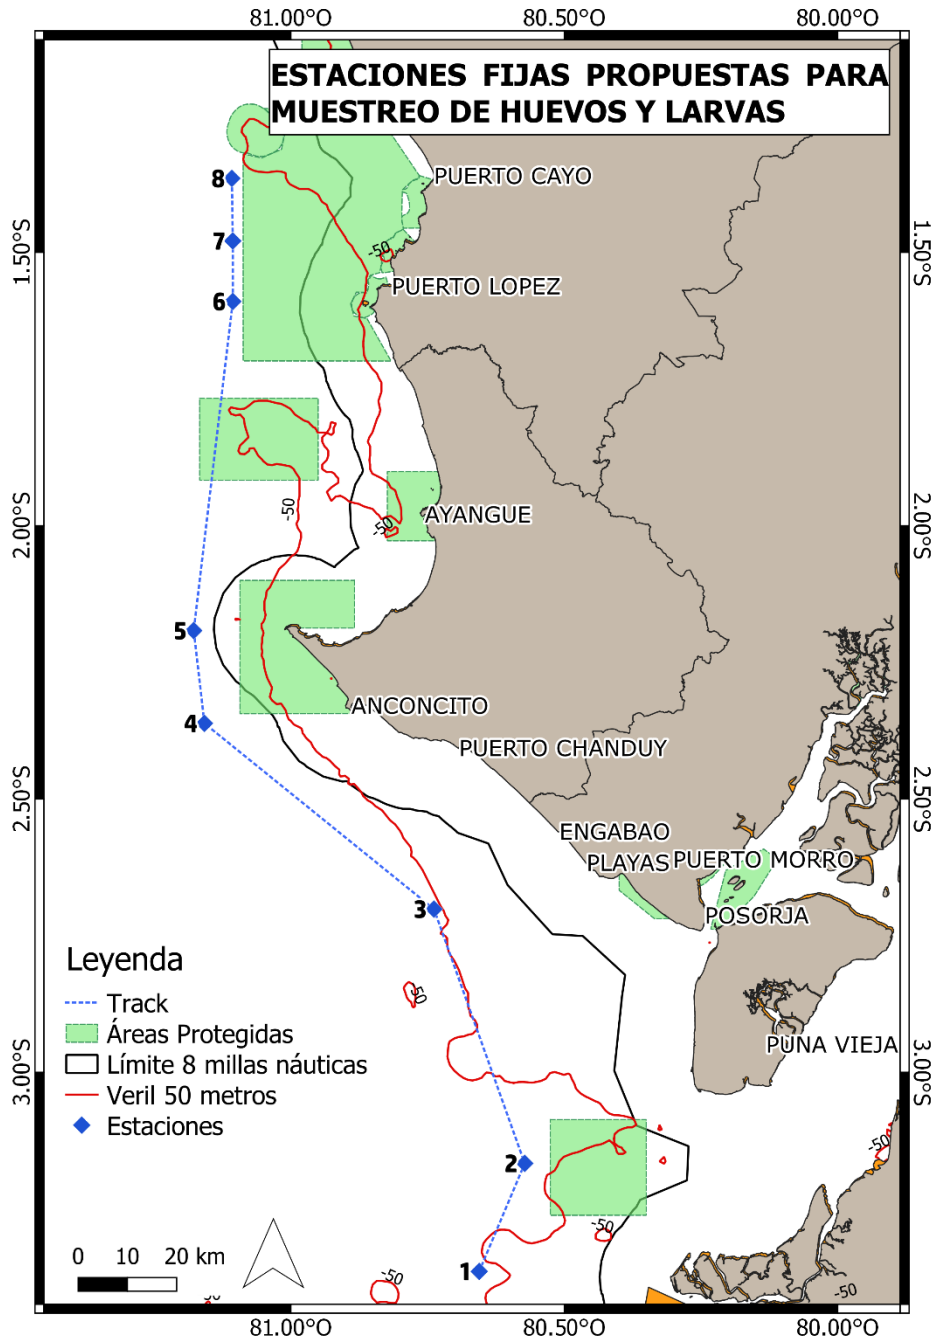 81.00°O 80.50°O 80.00°O
ESTACIONES FIJAS PROPUESTAS PARA
MUESTREO DE HUEVOS Y LARVAS
8
PUERTO CAYO
7
1.50°S
-50
1.50°S
PUERTO LOPEZ
6
2.00°S
-50
-50
AYANGUE
2.00°S
5
ANCONCITO
4
PUERTO CHANDUY
2.50°S
2.50°S
ENGABAO
PLAYAS
PUERTO MORRO
3
POSORJA
Leyenda
Track
Áreas Protegidas
Límite 8 millas náuticas
Veril 50 metros
Estaciones
-50
PUNA VIEJA
3.00°S
3.00°S
-50
2
-50
1
0 10 20 km
-50
-50
81.00°O 80.50°O 80.00°O